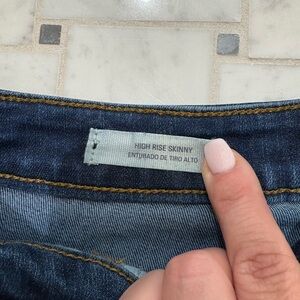 HIGH RISE SKINNY
ENTUBADO DE TIRO ALTO